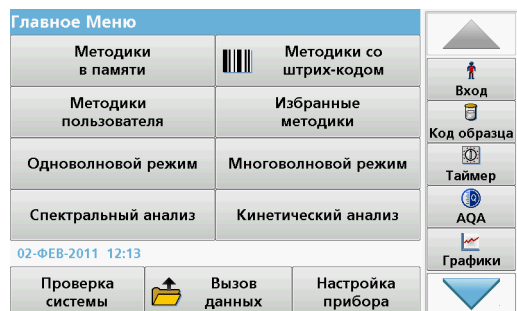 Главное Меню
Методики
в памяти
Методики со
штрих-кодом
Методики
пользователя
Избранные
методики
Одноволновой режим
Многоволновой режим
Спектральный анализ
Кинетический анализ
02-ФЕВ-2011 12:13
Проверка
системы
Вызов
данных
Настройка
прибора
Вход
Код образца
Таймер
AQA
Графики